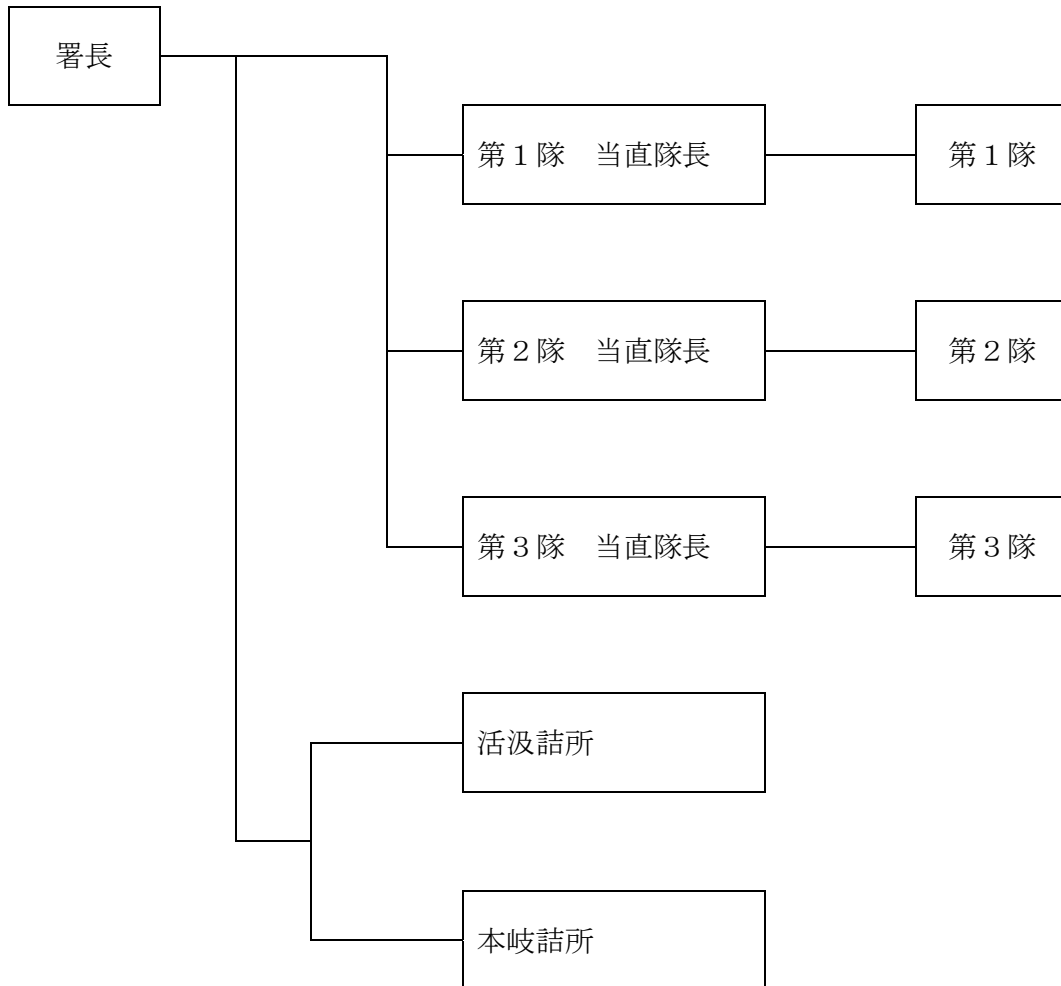 署長
第１隊　当直隊長
第１隊
第２隊　当直隊長
第２隊
第３隊　当直隊長
第３隊
活汲詰所
本岐詰所